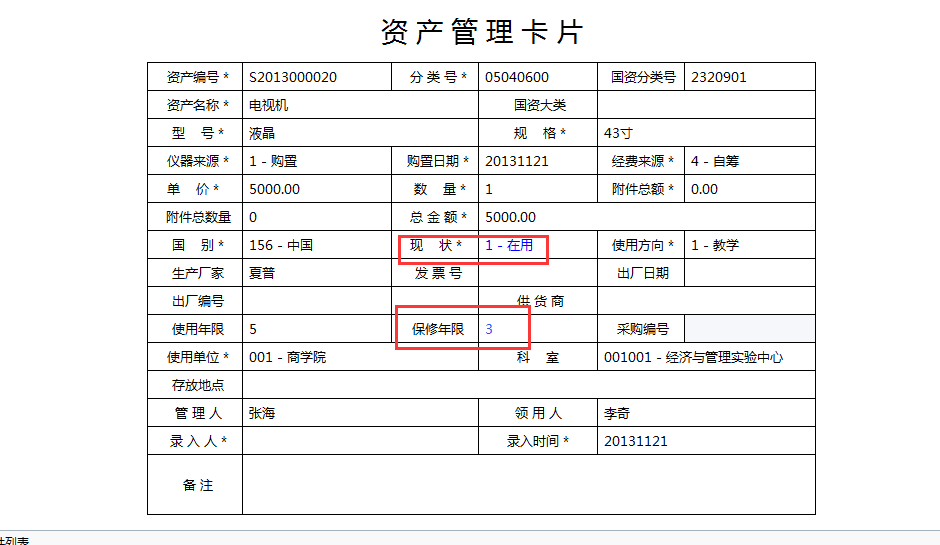 资产管理卡片
资产编号 * S2013000020 分 类 号 * 05040600 国资分类号 2320901
资产名称 * 电视机 国资大类
型 号 * 液晶 规 格 * 43寸
仪器来源 * 1 - 购置 购置日期 * 20131121 经费来源 * 4 - 自筹
单 价 * 5000.00 数 量 * 1 附件总额 * 0.00
附件总数量 0 总 金 额 * 5000.00
国 别 * 156 - 中国 现 状 * 1 - 在用 使用方向 * 1 - 教学
生产厂家 夏普 发 票 号 出厂日期
出厂编号 供 货 商
使用年限 5 保修年限 3 采购编号
使用单位 * 001 - 商学院 科 室 001001 - 经济与管理实验中心
存放地点
管 理 人 张海 领 用 人 李奇
录 入 人 * 录入时间 * 20131121
备 注
件列表